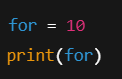 for = 10
print(for)